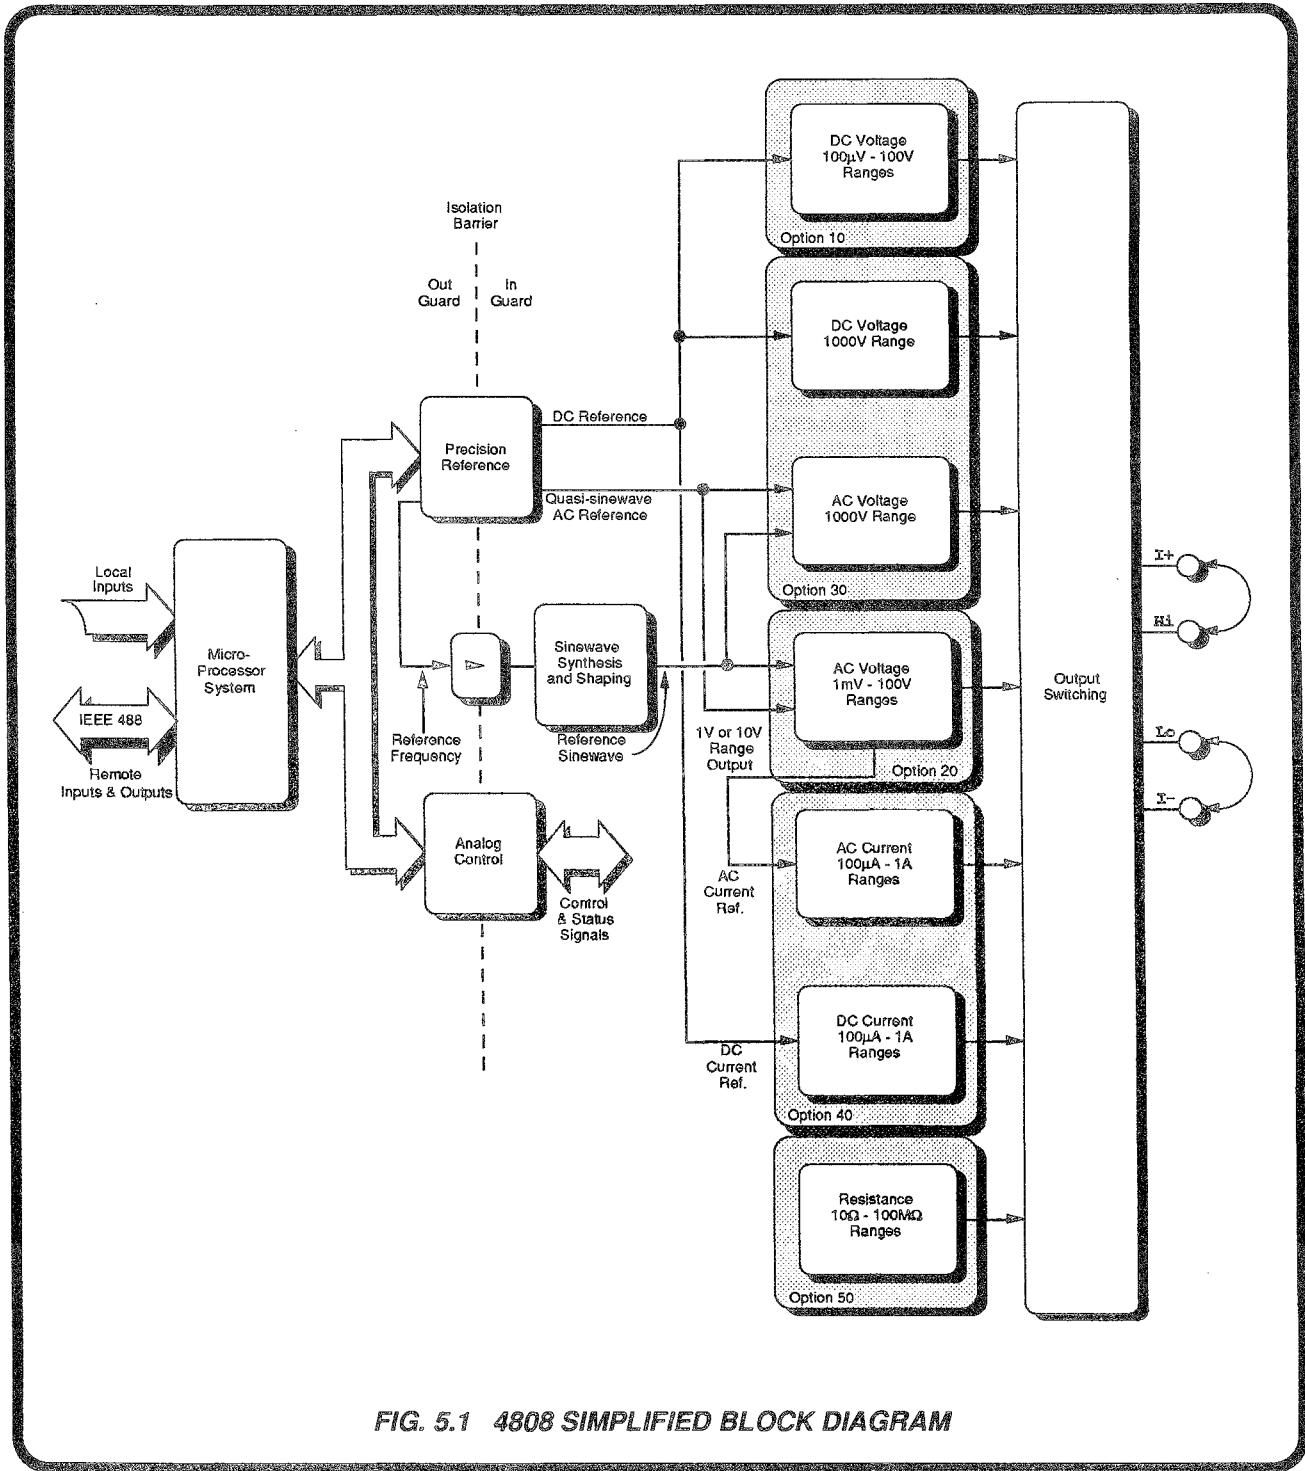 DC Voltage
100µV - 100V
Ranges
Option 10
Isolation
Barrier
Out
Guard
In
Guard
DC Voltage
1000V Range
Precision
Reference
DC Reference
Quasi-sinewave
AC Reference
AC Voltage
1000V Range
Option 30
Local
Inputs
Micro-
Processor
System
IEEE 488
Remote
Inputs & Outputs
Reference
Frequency
Sinewave
Synthesis
and Shaping
Reference
Sinewave
AC Voltage
1mV - 100V
Ranges
1V or 10V
Range
Output
Option 20
Analog
Control
Control
& Status
Signals
AC Current
100µA - 1A
Ranges
AC
Current
Ref.
DC Current
100µA - 1A
Ranges
DC
Current
Ref.
Option 40
Resistance
10Ω - 100MΩ
Ranges
Option 50
Output
Switching
I+
Hi
Lo
I-
FIG. 5.1 4808 SIMPLIFIED BLOCK DIAGRAM